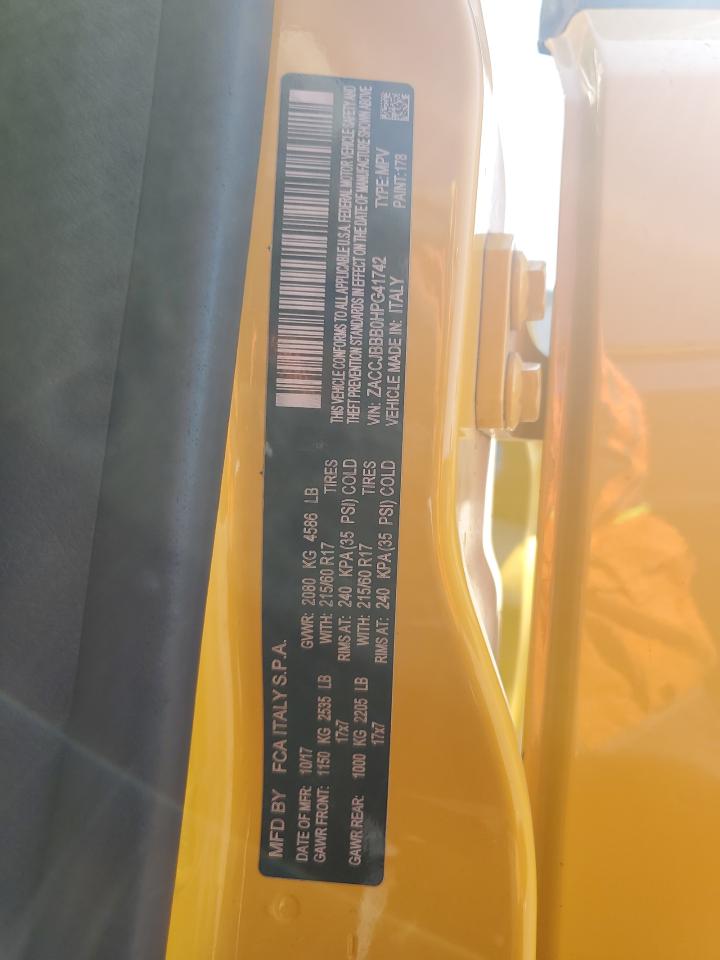 MFD BY FCA ITALY S.P.A.
DATE OF MFR: 10/17 GVWR: 2080 KG 4586 LB
GAWR FRONT: 1150 KG 2535 LB WITH: 215/60 R17 TIRES
17x7 RIMS AT: 240 KPA(35 PSI) COLD
GAWR REAR: 1000 KG 2205 LB WITH: 215/60 R17 TIRES
17x7 RIMS AT: 240 KPA(35 PSI) COLD
THIS VEHICLE CONFORMS TO ALL APPLICABLE U.S.A. FEDERAL MOTOR VEHICLE SAFETY AND
THEFT PREVENTION STANDARDS IN EFFECT ON THE DATE OF MANUFACTURE SHOWN ABOVE
VIN: ZACCJBBB0HPG41742 TYPE: MPV
VEHICLE MADE IN: ITALY PAINT: 178